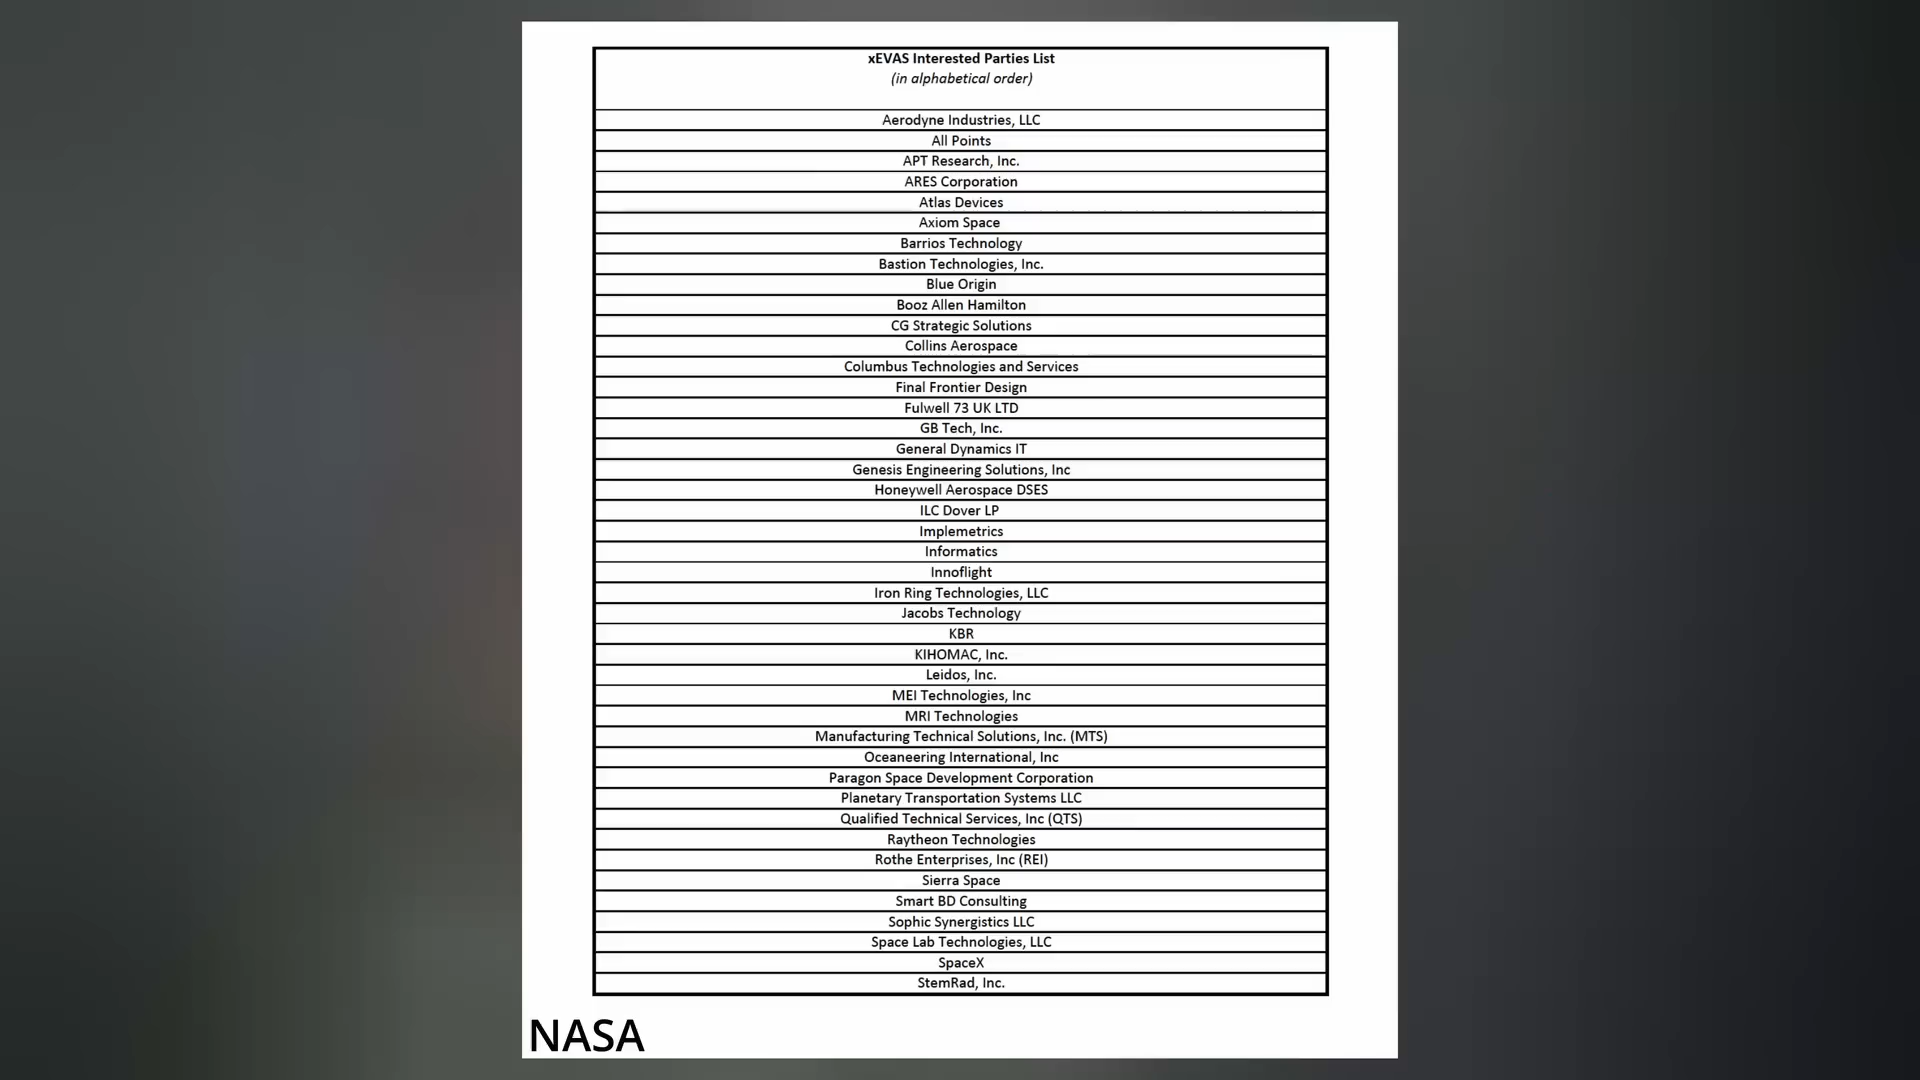 xEVAS Interested Parties List
(in alphabetical order)
Aerodyne Industries, LLC
All Points
APT Research, Inc.
ARES Corporation
Atlas Devices
Axiom Space
Barrios Technology
Bastion Technologies, Inc.
Blue Origin
Booz Allen Hamilton
CG Strategic Solutions
Collins Aerospace
Columbus Technologies and Services
Final Frontier Design
Fulwell 73 UK LTD
GB Tech, Inc.
General Dynamics IT
Genesis Engineering Solutions, Inc
Honeywell Aerospace DSES
ILC Dover LP
Implemetrics
Informatics
Innoflight
Iron Ring Technologies, LLC
Jacobs Technology
KBR
KIHOMAC, Inc.
Leidos, Inc.
MEI Technologies, Inc
MRI Technologies
Manufacturing Technical Solutions, Inc. (MTS)
Oceaneering International, Inc
Paragon Space Development Corporation
Planetary Transportation Systems LLC
Qualified Technical Services, Inc (QTS)
Raytheon Technologies
Rothe Enterprises, Inc (REI)
Sierra Space
Smart BD Consulting
Sophic Synergistics LLC
Space Lab Technologies, LLC
SpaceX
StemRad, Inc.
NASA